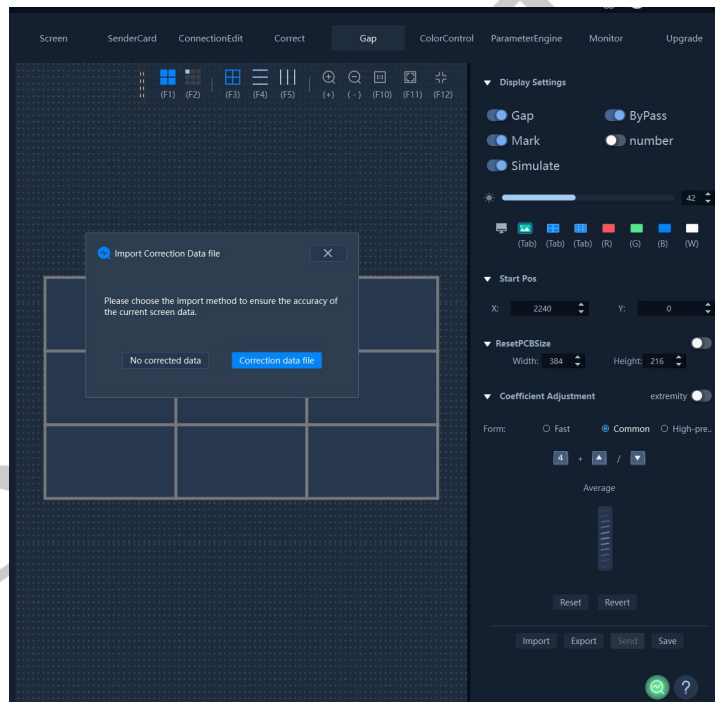 Screen SenderCard ConnectionEdit Correct Gap ColorControl ParameterEngine Monitor Upgrade
(F1) (F2) (F3) (F4) (F5) (+) (-) (F10) (F11) (F12)
Display Settings
Gap ByPass
Mark number
Simulate
42
(Tab) (Tab) (Tab) (R) (G) (B) (W)
Import Correction Data file
Start Pos
Please choose the import method to ensure the accuracy of
the current screen data.
X: 2240 Y: 0
ResetPCBSize
No corrected data Correction data file
Width: 384 Height: 216
Coefficient Adjustment extremity
Form: Fast Common High-pre..
4 + /
Average
Reset Revert
Import Export Send Save
?